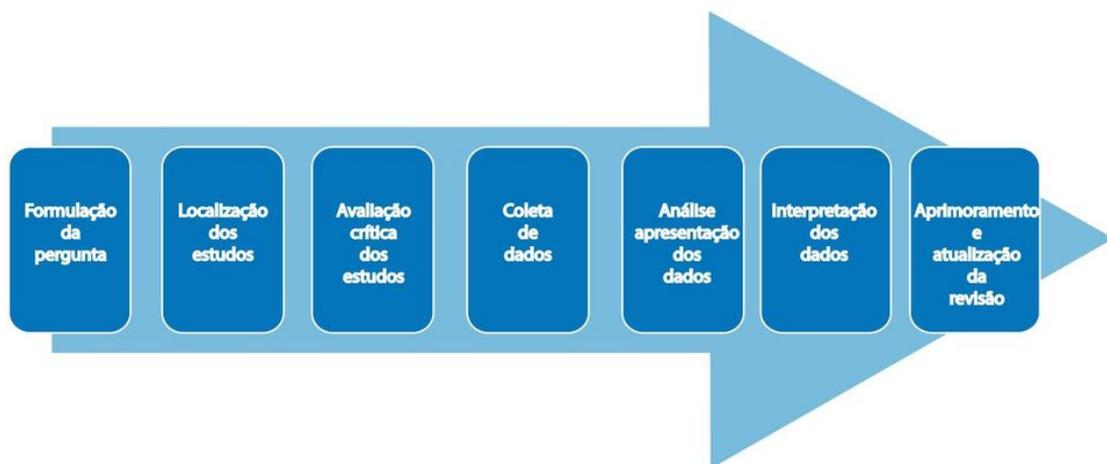 Formulação
da
pergunta
Localização
dos
estudos
Avaliação
crítica
dos
estudos
Coleta
de
dados
Análise
apresentação
dos
dados
Interpretação
dos
dados
Aprimoramento
e
atualização
da
revisão